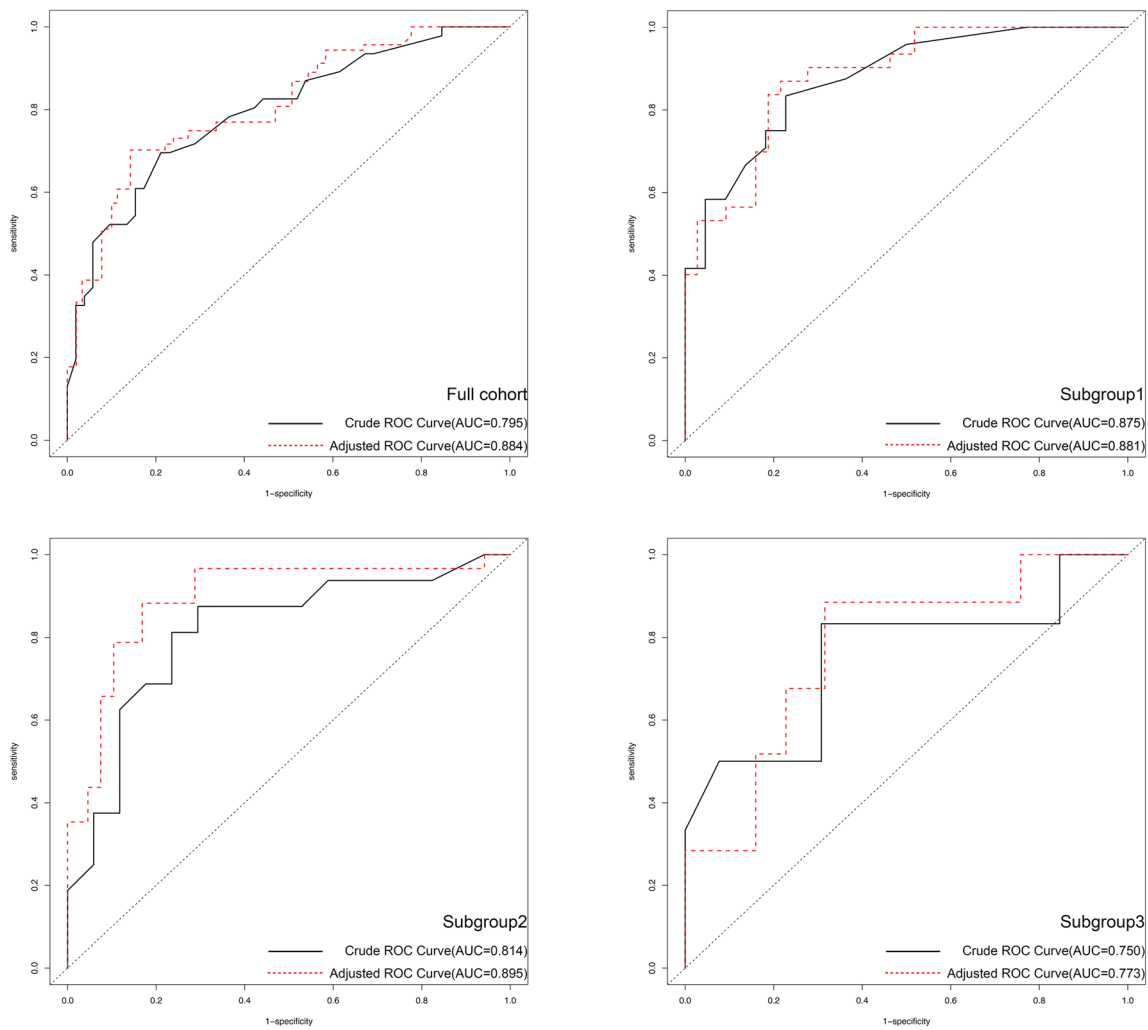 1.0
0.8
0.6
0.4
0.2
0.0
sensitivity
Full cohort
Crude ROC Curve(AUC=0.795)
Adjusted ROC Curve(AUC=0.884)
0.0 0.2 0.4 0.6 0.8 1.0
1−specificity
1.0
0.8
0.6
0.4
0.2
0.0
sensitivity
Subgroup1
Crude ROC Curve(AUC=0.875)
Adjusted ROC Curve(AUC=0.881)
0.0 0.2 0.4 0.6 0.8 1.0
1−specificity
1.0
0.8
0.6
0.4
0.2
0.0
sensitivity
Subgroup2
Crude ROC Curve(AUC=0.814)
Adjusted ROC Curve(AUC=0.895)
0.0 0.2 0.4 0.6 0.8 1.0
1−specificity
1.0
0.8
0.6
0.4
0.2
0.0
sensitivity
Subgroup3
Crude ROC Curve(AUC=0.750)
Adjusted ROC Curve(AUC=0.773)
0.0 0.2 0.4 0.6 0.8 1.0
1−specificity